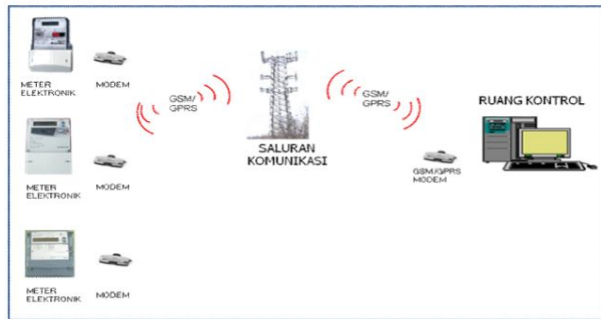 METER
ELEKTRONIK
MODEM
GSM/
GPRS
SALURAN
KOMUNIKASI
GSM/
GPRS
RUANG KONTROL
METER
ELEKTRONIK
MODEM
GSM/GPRS
MODEM
METER
ELEKTRONIK
MODEM